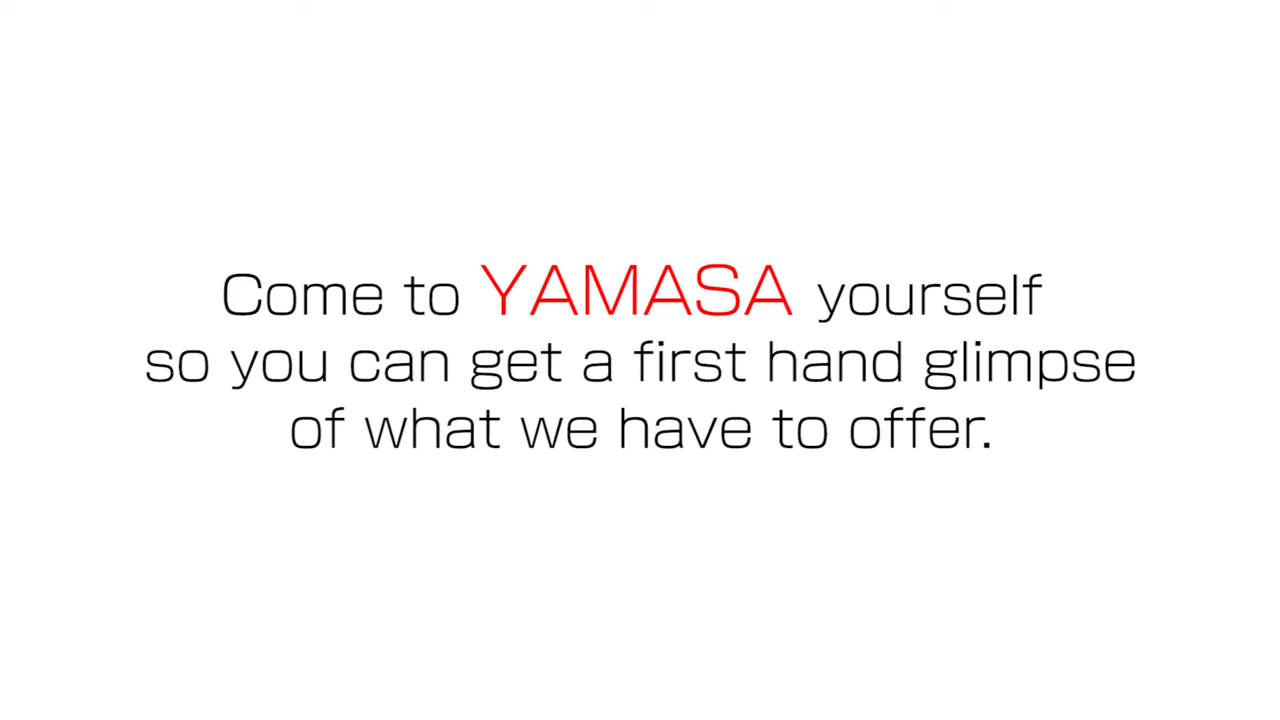 Come to YAMASA yourself
so you can get a first hand glimpse
of what we have to offer.